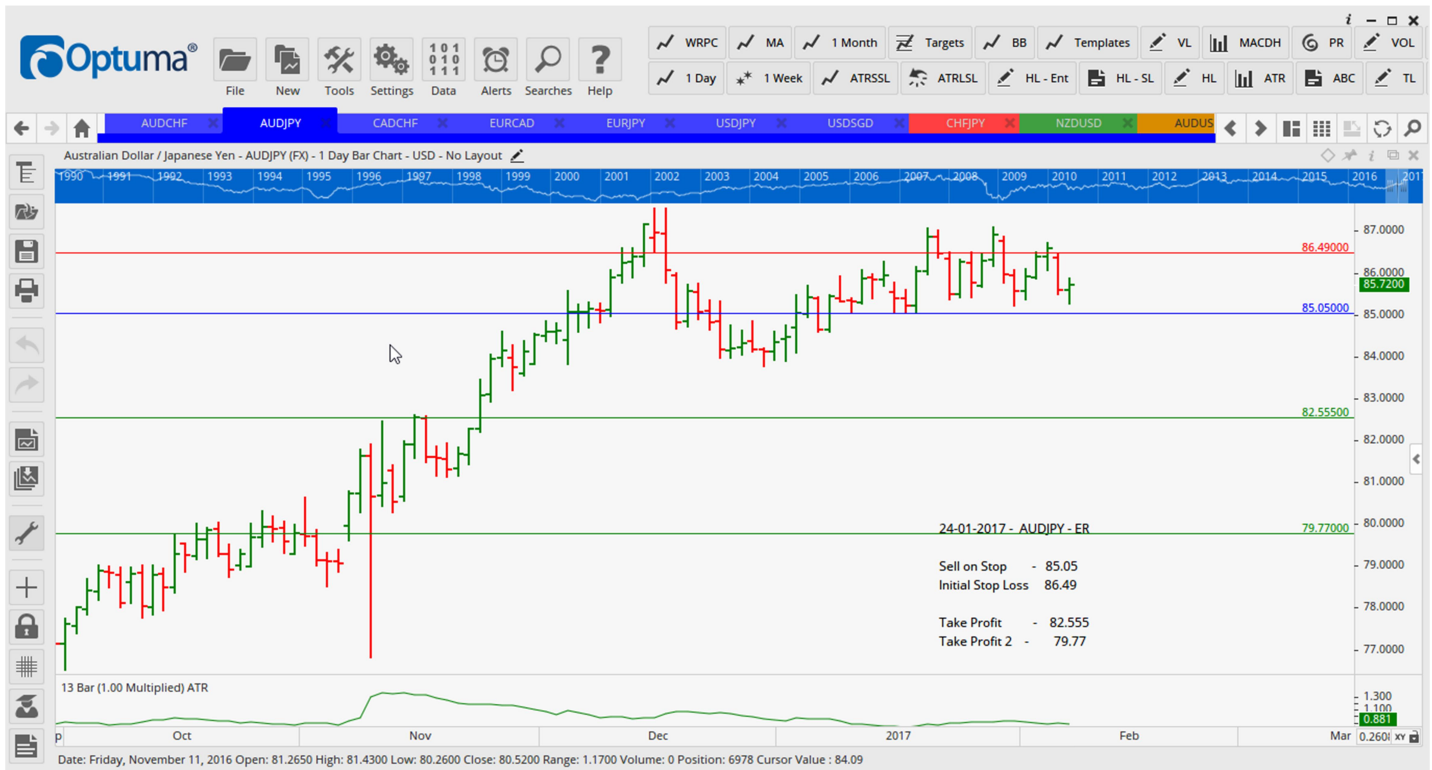 Optuma®
File
New
Tools
Settings
Data
Alerts
Searches
Help
WRPC
MA
1 Month
Targets
BB
Templates
VL
MACDH
PR
VOL
1 Day
1 Week
ATRSSL
ATRLSL
HL - Ent
HL - SL
HL
ATR
ABC
TL
AUDCHF
AUDJPY
CADCHF
EURCAD
EURJPY
USDJPY
USDSGD
CHFJPY
NZDUSD
AUDUS
Australian Dollar / Japanese Yen - AUDJPY (FX) - 1 Day Bar Chart - USD - No Layout
1990 1991 1992 1993 1994 1995 1996 1997 1998 1999 2000 2001 2002 2003 2004 2005 2006 2007 2008 2009 2010 2011 2012 2013 2014 2015 2016 2017
87.0000
86.49000
86.0000
85.7200
85.05000
85.0000
84.0000
83.0000
82.55500
82.0000
81.0000
80.0000
79.77000
24-01-2017 - AUDJPY - ER
79.0000
Sell on Stop - 85.05
Initial Stop Loss 86.49
78.0000
Take Profit - 82.555
Take Profit 2 - 79.77
77.0000
13 Bar (1.00 Multiplied) ATR
1.300
1.100
0.881
p Oct Nov Dec 2017 Feb Mar 0.260 XY
Date: Friday, November 11, 2016 Open: 81.2650 High: 81.4300 Low: 80.2600 Close: 80.5200 Range: 1.1700 Volume: 0 Position: 6978 Cursor Value : 84.09